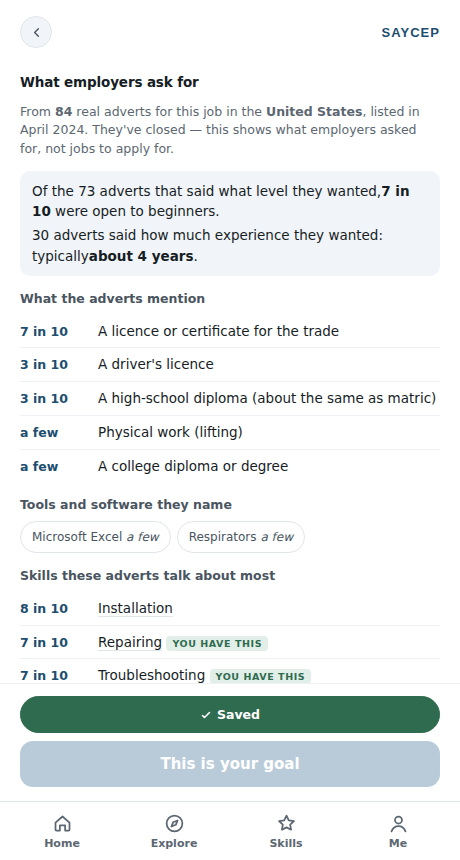 SAYCEP
What employers ask for
From 84 real adverts for this job in the United States, listed in
April 2024. They've closed — this shows what employers asked
for, not jobs to apply for.
Of the 73 adverts that said what level they wanted,7 in
10 were open to beginners.
30 adverts said how much experience they wanted:
typicallyabout 4 years.
What the adverts mention
7 in 10 A licence or certificate for the trade
3 in 10 A driver's licence
3 in 10 A high-school diploma (about the same as matric)
a few Physical work (lifting)
a few A college diploma or degree
Tools and software they name
Microsoft Excel a few Respirators a few
Skills these adverts talk about most
8 in 10 Installation
7 in 10 Repairing YOU HAVE THIS
7 in 10 Troubleshooting YOU HAVE THIS
Saved
This is your goal
Home Explore Skills Me